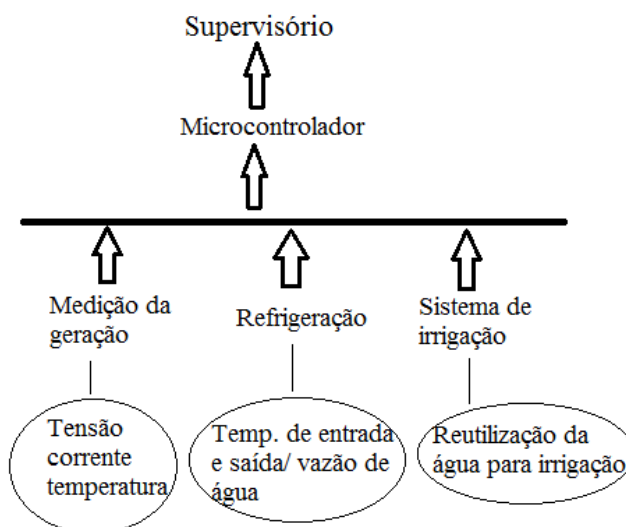 Supervisório
Microcontrolador
Medição da
geração
Refrigeração
Sistema de
irrigação
Tensão
corrente
temperatura
Temp. de entrada
e saída/ vazão de
água
Reutilização da
água para irrigação